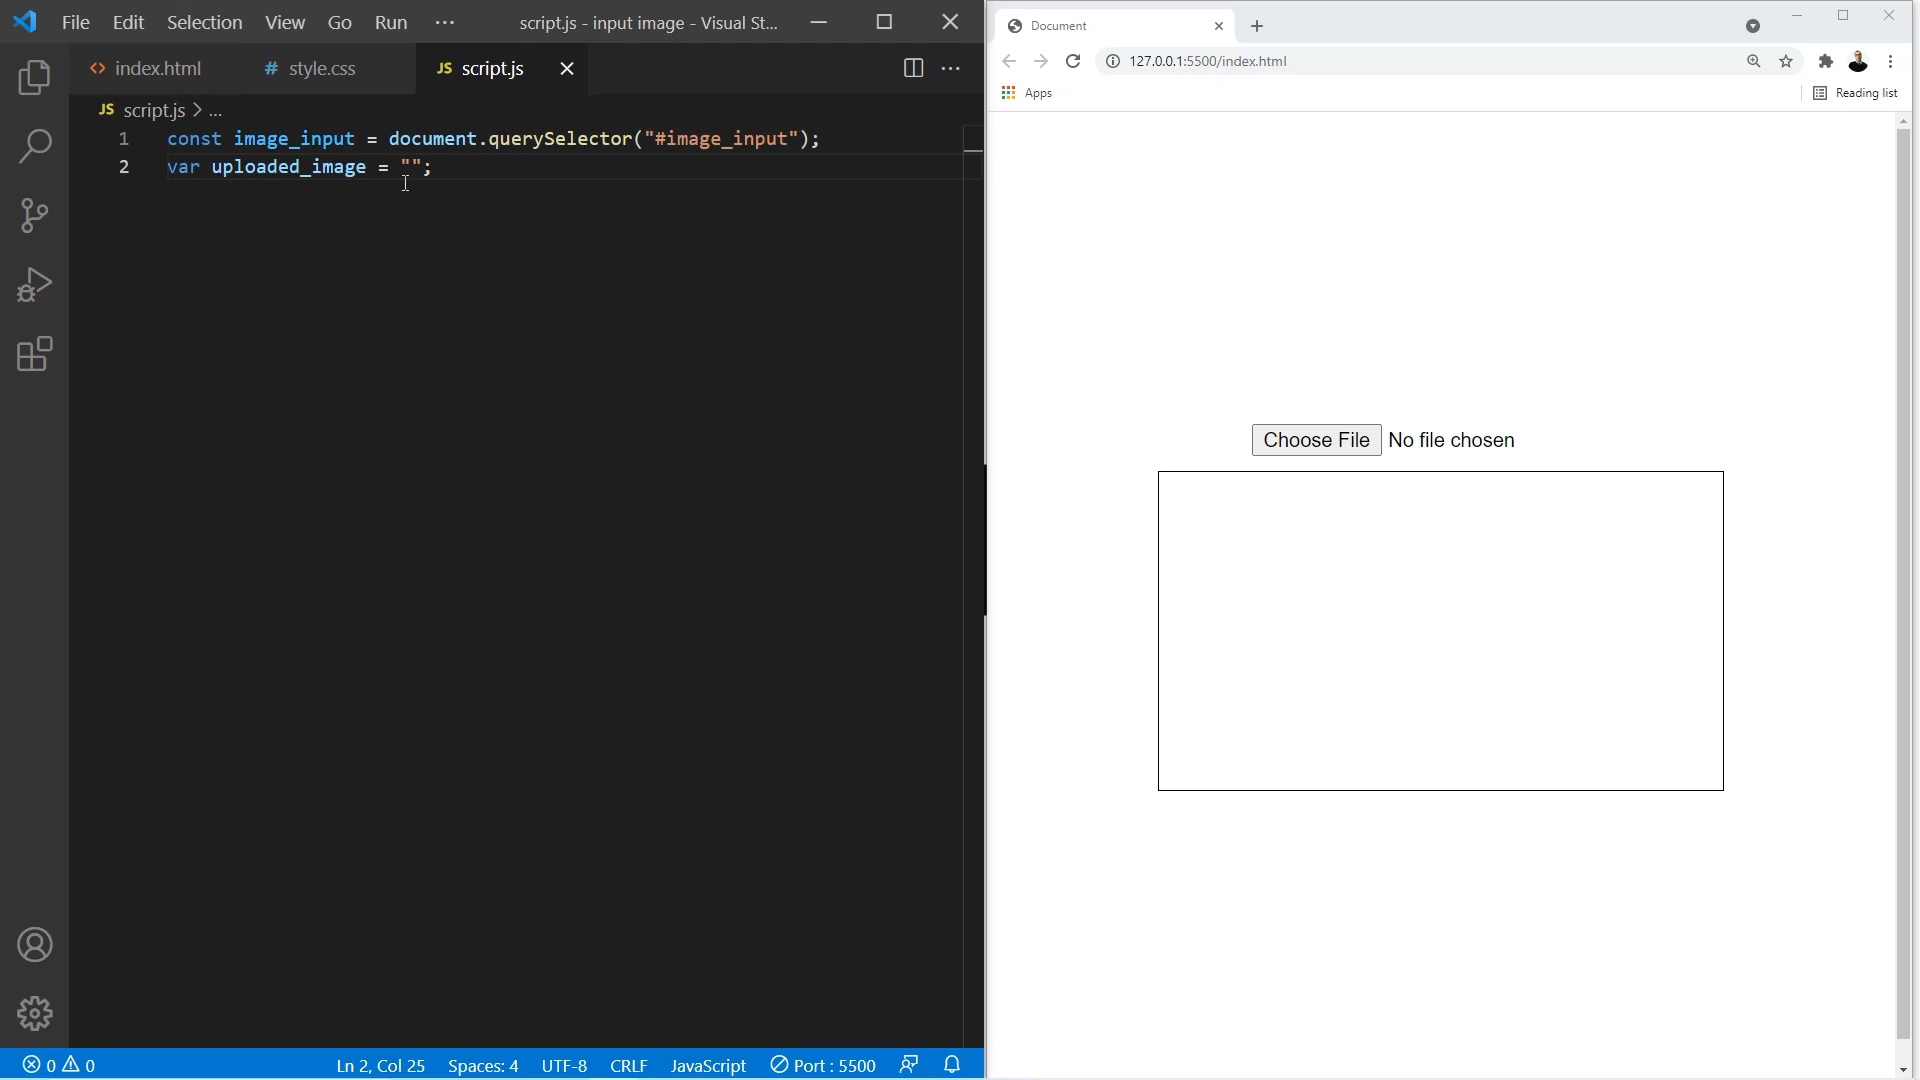 File Edit Selection View Go Run ··· script.js - input image - Visual St...
<> index.html # style.css JS script.js
JS script.js > ...
1 const image_input = document.querySelector("#image_input");
2 var uploaded_image = "";
0 0 Ln 2, Col 25 Spaces: 4 UTF-8 CRLF JavaScript Port : 5500
Document
127.0.0.1:5500/index.html
Apps Reading list
Choose File No file chosen